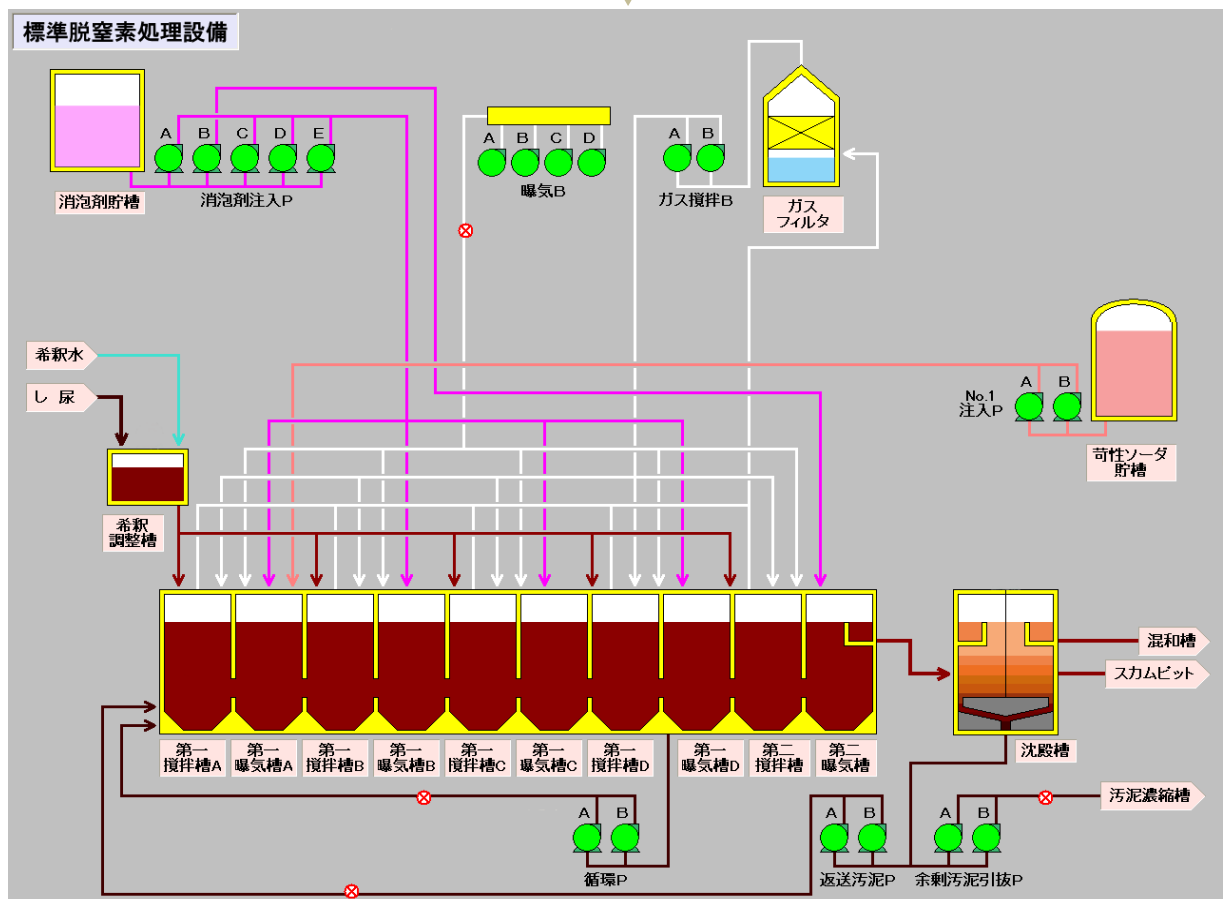 標準脱窒素処理設備
消泡剤貯槽
A B C D E
消泡剤注入P
A B C D
曝気B
A B
ガス撹拌B
ガス
フィルタ
希釈水
し 尿
希釈
調整槽
No.1
注入P
A B
苛性ソーダ
貯槽
第一
撹拌槽A
第一
曝気槽A
第一
撹拌槽B
第一
曝気槽B
第一
撹拌槽C
第一
曝気槽C
第一
撹拌槽D
第一
曝気槽D
第二
撹拌槽
第二
曝気槽
沈殿槽
混和槽
スカムピット
汚泥濃縮槽
A B
循環P
A B
返送汚泥P
A B
余剰汚泥引抜P